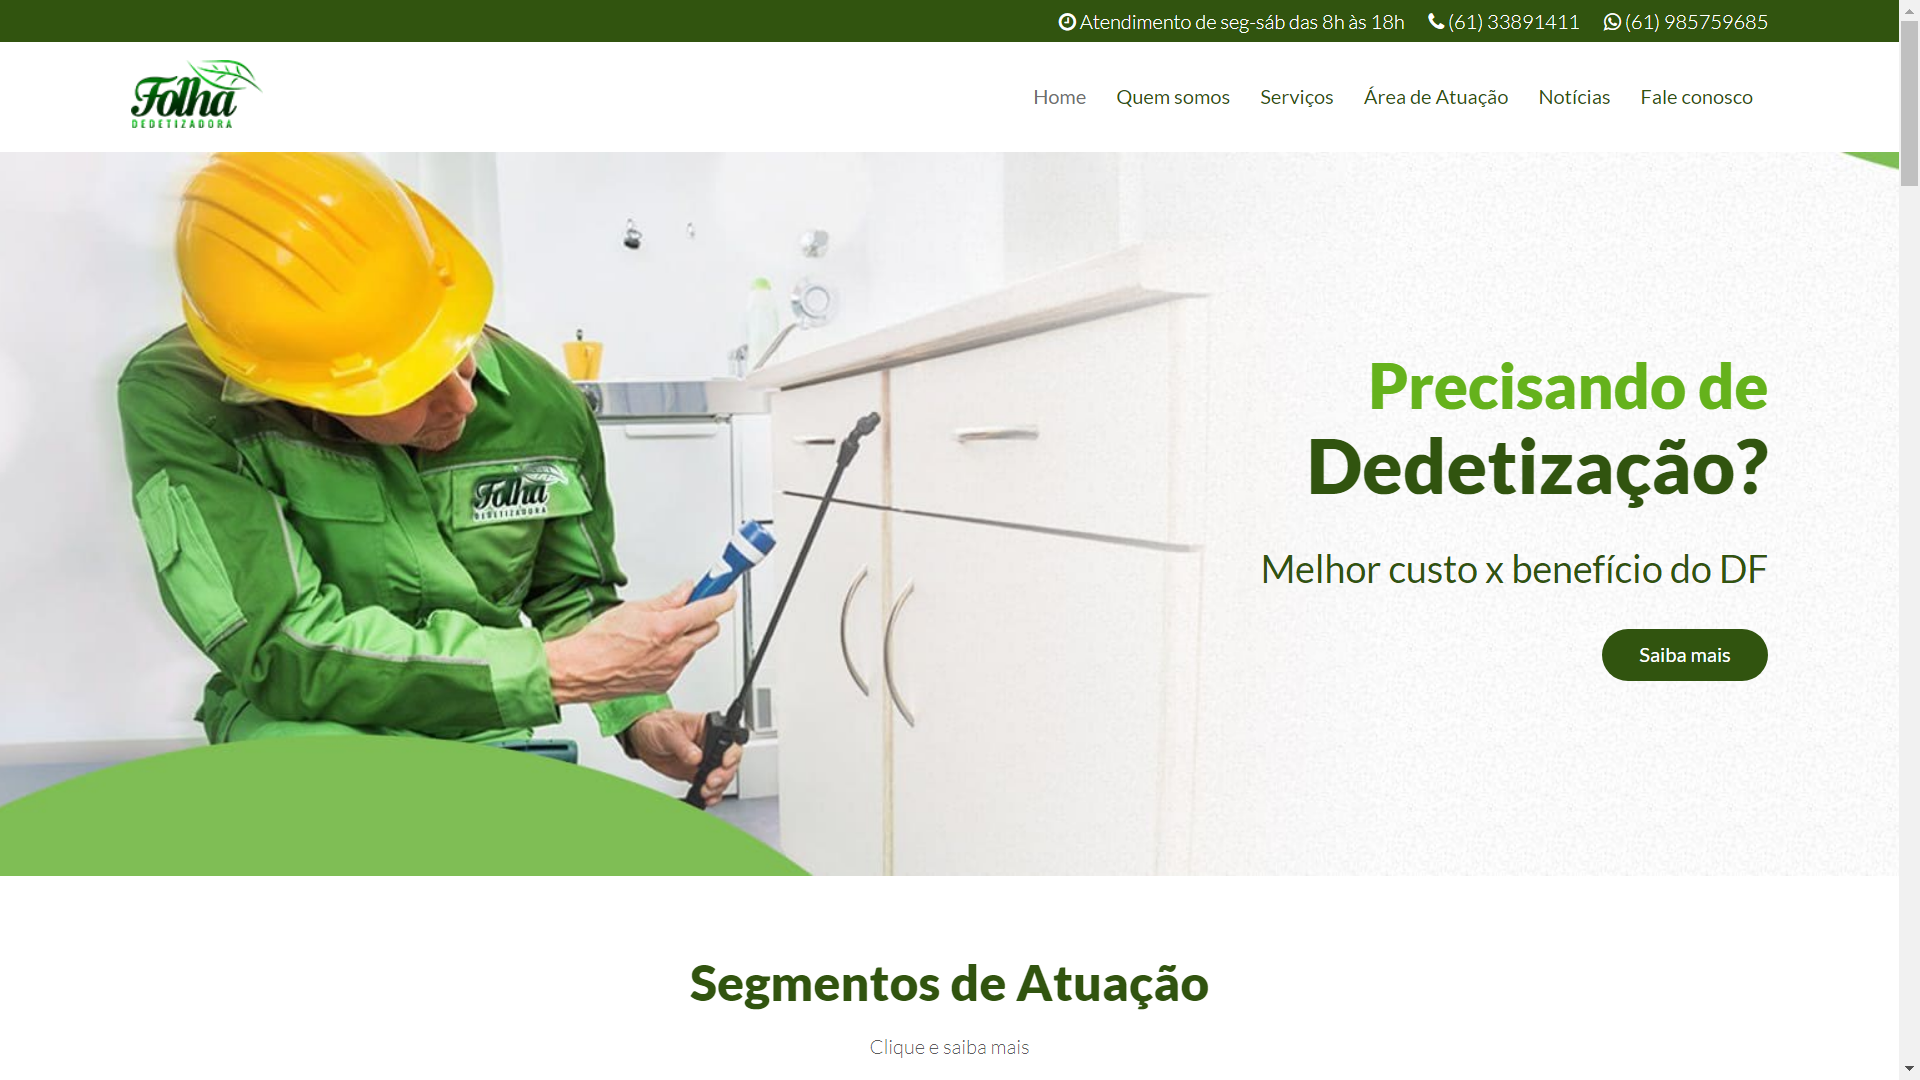 Atendimento de seg-sáb das 8h às 18h (61) 33891411 (61) 985759685
Folha
DEDETIZADORA
Home Quem somos Serviços Área de Atuação Notícias Fale conosco
Precisando de
Dedetização?
Folha
DEDETIZADORA
Melhor custo x benefício do DF
Saiba mais
Segmentos de Atuação
Clique e saiba mais